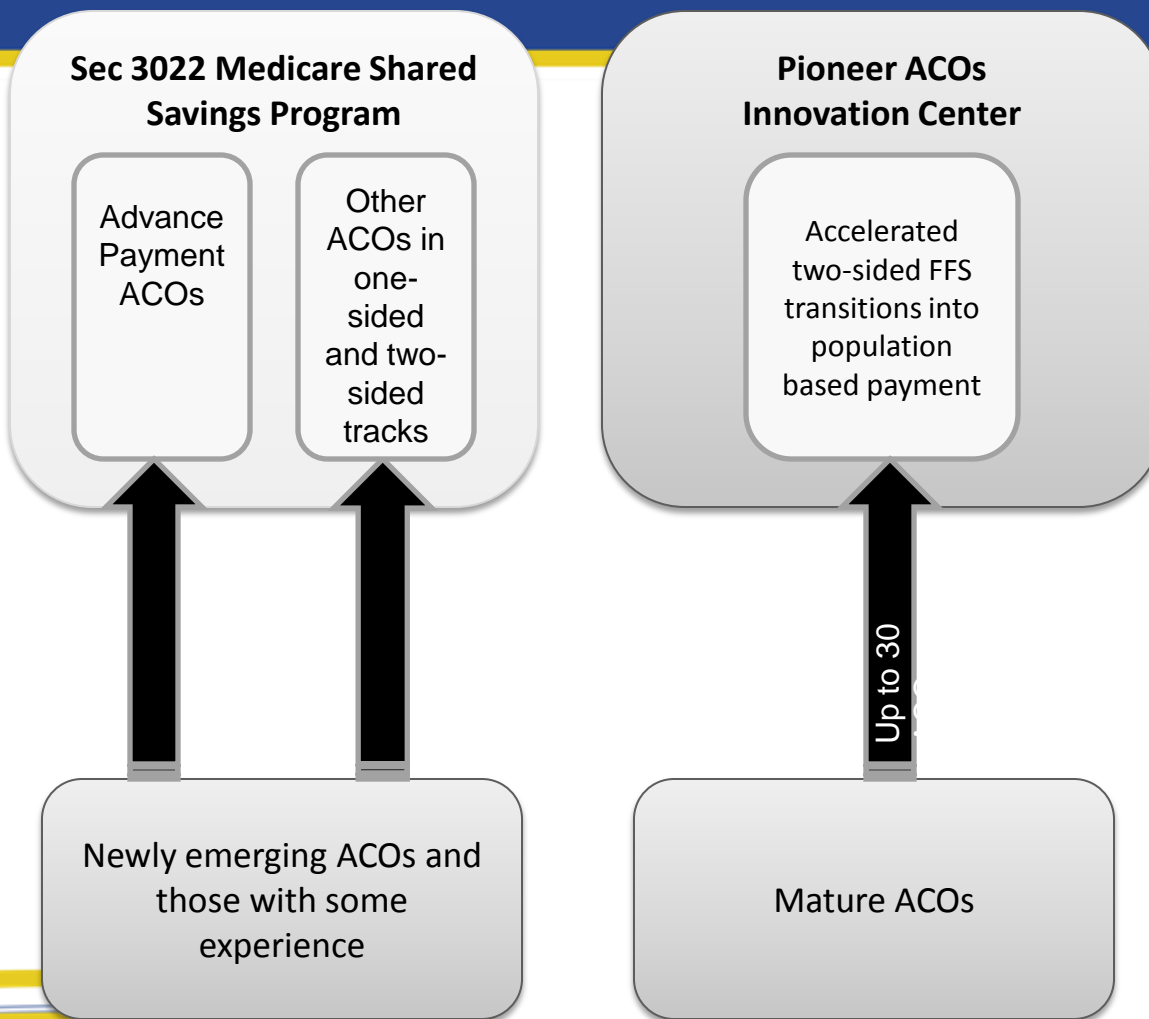 Sec 3022 Medicare Shared
Savings Program
Advance
Payment
ACOs
Other
ACOs in
one-
sided
and two-
sided
tracks
Pioneer ACOs
Innovation Center
Accelerated
two-sided FFS
transitions into
population
based payment
Up to 30
Newly emerging ACOs and
those with some
experience
Mature ACOs